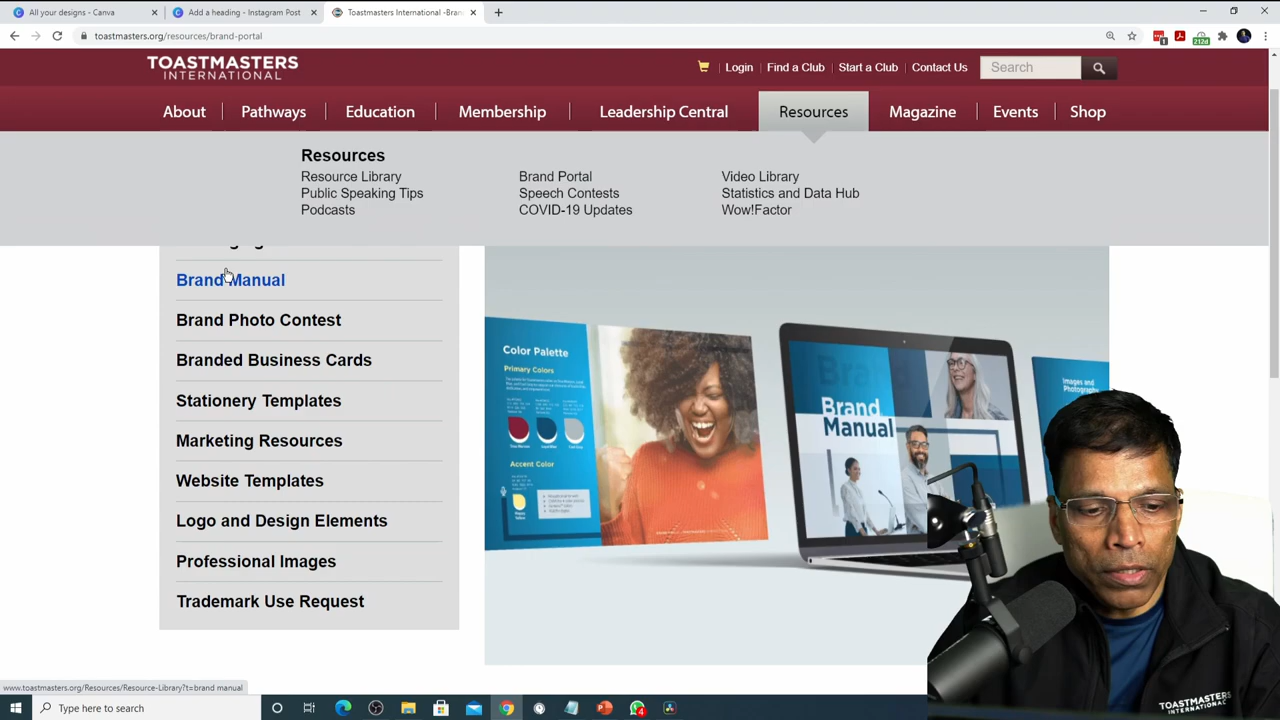 All your designs - Canva
Add a heading - Instagram Post
Toastmasters International -Bran
toastmasters.org/resources/brand-portal
212d
TOASTMASTERS
INTERNATIONAL
Login
Find a Club
Start a Club
Contact Us
Search
About
Pathways
Education
Membership
Leadership Central
Resources
Magazine
Events
Shop
Resources
Resource Library
Brand Portal
Video Library
Public Speaking Tips
Speech Contests
Statistics and Data Hub
Podcasts
COVID-19 Updates
Wow!Factor
Brand Manual
Brand Photo Contest
Branded Business Cards
Stationery Templates
Marketing Resources
Website Templates
Logo and Design Elements
Professional Images
Trademark Use Request
Color Palette
Primary Colors
Accent Color
Brand
Manual
Images and
Photography
TOASTMASTERS
INTERNATIONAL
www.toastmasters.org/Resources/Resource-Library?t=brand manual
Type here to search
4